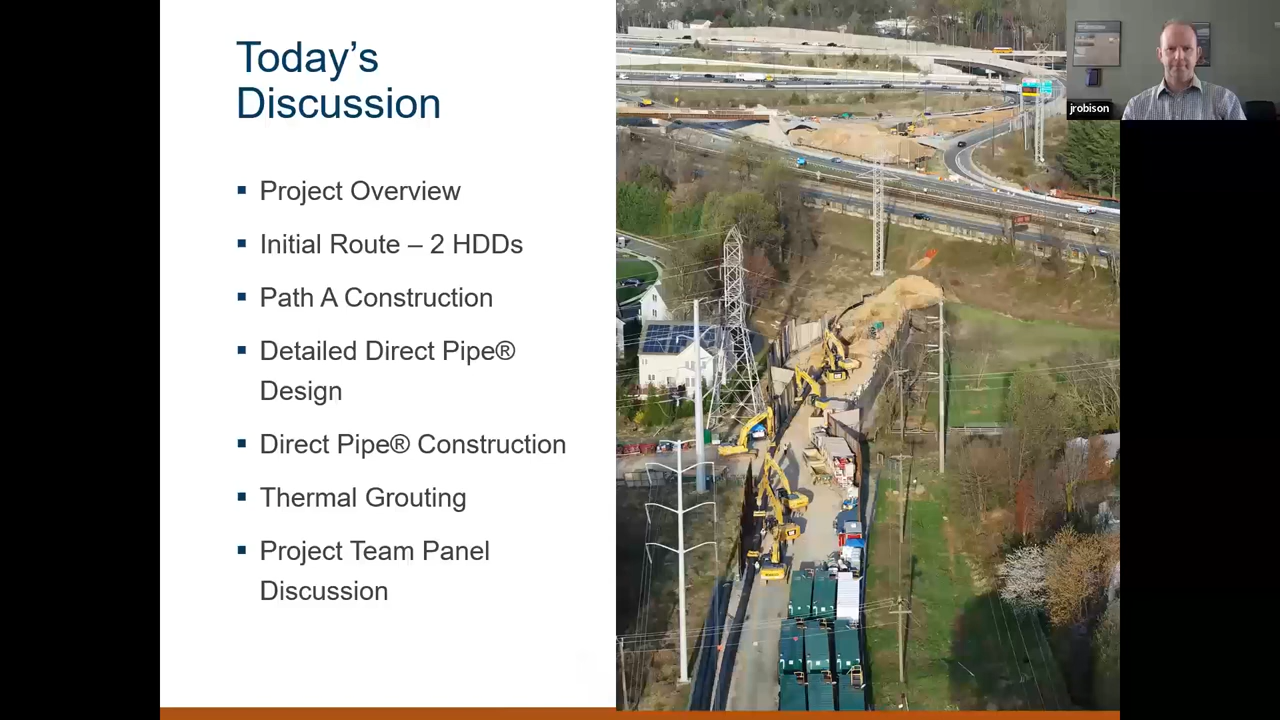 Today's
Discussion
▪ Project Overview
▪ Initial Route – 2 HDDs
▪ Path A Construction
▪ Detailed Direct Pipe®
Design
▪ Direct Pipe® Construction
▪ Thermal Grouting
▪ Project Team Panel
Discussion
jrobison